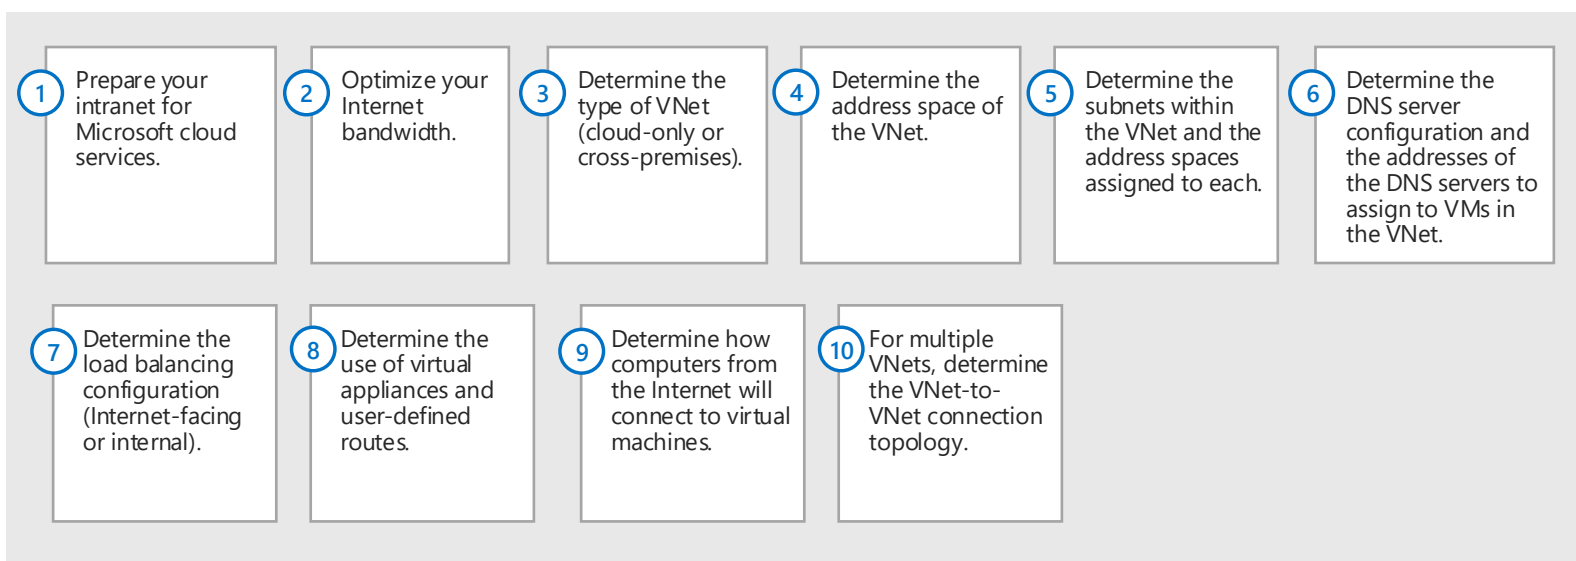 1
Prepare your
intranet for
Microsoft cloud
services.
2
Optimize your
Internet
bandwidth.
3
Determine the
type of VNet
(cloud-only or
cross-premises).
4
Determine the
address space of
the VNet.
5
Determine the
subnets within
the VNet and the
address spaces
assigned to each.
6
Determine the
DNS server
configuration and
the addresses of
the DNS servers to
assign to VMs in
the VNet.
7
Determine the
load balancing
configuration
(Internet-facing
or internal).
8
Determine the
use of virtual
appliances and
user-defined
routes.
9
Determine how
computers from
the Internet will
connect to virtual
machines.
10
For multiple
VNets, determine
the VNet-to-
VNet connection
topology.